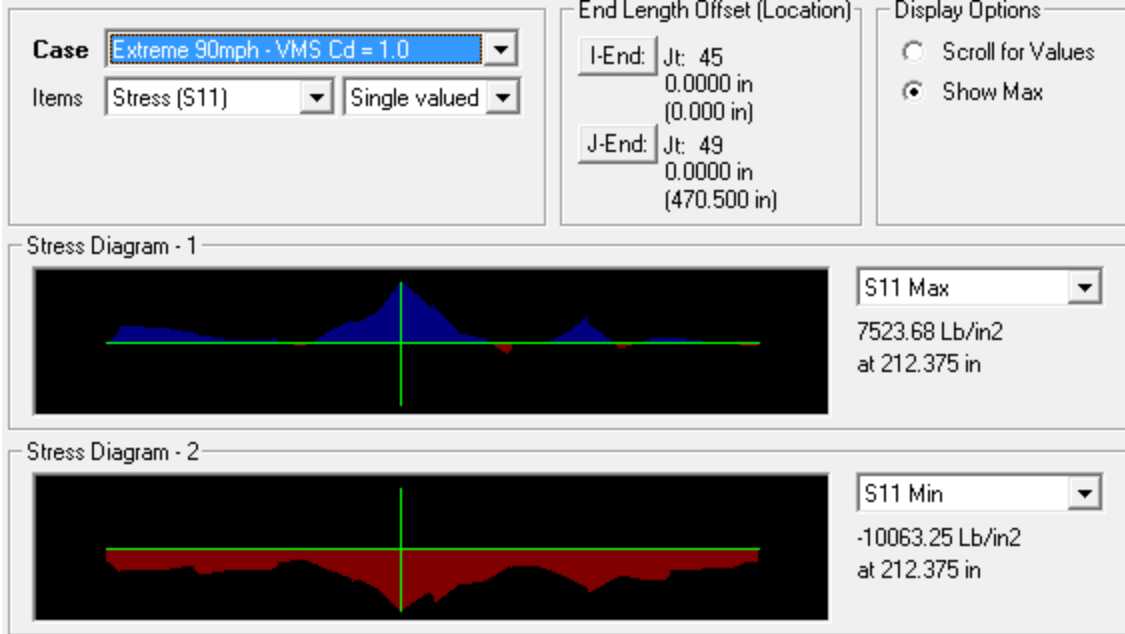 Case Extreme 90mph - VMS Cd = 1.0
Items Stress (S11) Single valued
End Length Offset (Location)
I-End: Jt: 45
0.0000 in
(0.000 in)
J-End: Jt: 49
0.0000 in
(470.500 in)
Display Options
Scroll for Values
Show Max
Stress Diagram - 1
S11 Max
7523.68 Lb/in2
at 212.375 in
Stress Diagram - 2
S11 Min
-10063.25 Lb/in2
at 212.375 in